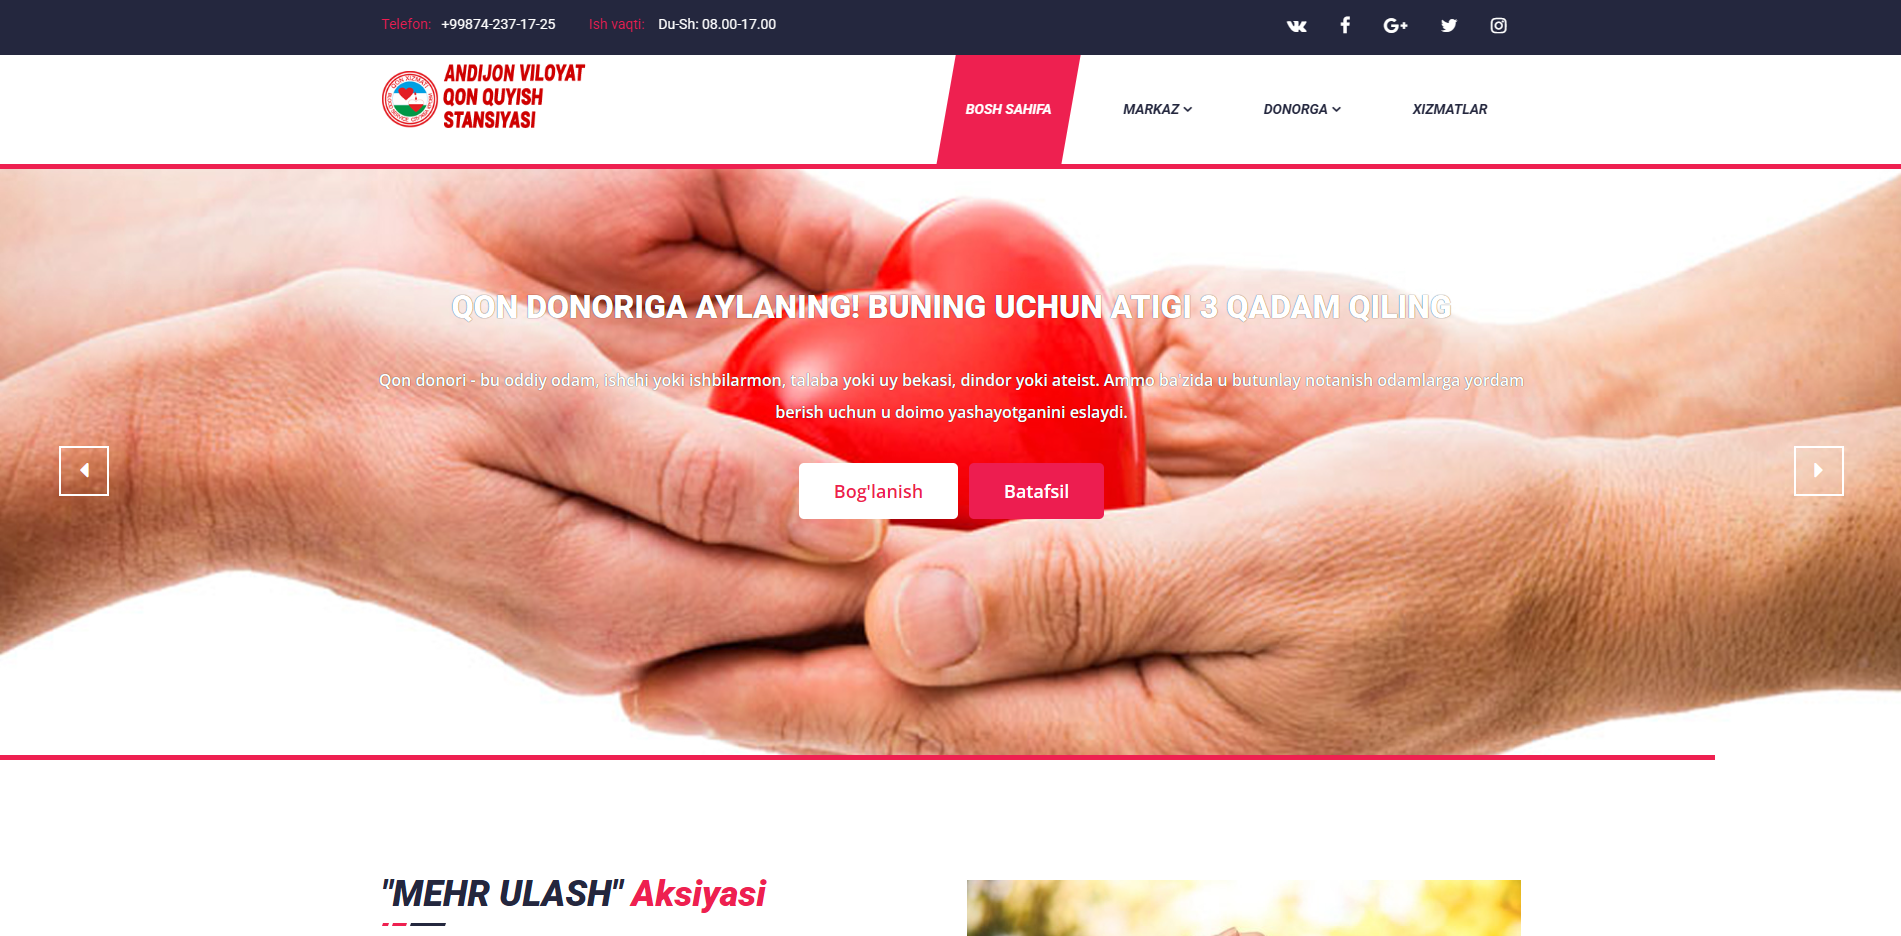 Telefon: +99874-237-17-25 Ish vaqti: Du-Sh: 08.00-17.00
ANDIJON VILOYAT
QON QUYISH
STANSIYASI
BOSH SAHIFA MARKAZ DONORGA XIZMATLAR
QON DONORIGA AYLANING! BUNING UCHUN ATIGI 3 QADAM QILING
Qon donori - bu oddiy odam, ishchi yoki ishbilarmon, talaba yoki uy bekasi, dindor yoki ateist. Ammo ba'zida u butunlay notanish odamlarga yordam
berish uchun u doimo yashayotganini eslaydi.
Bog'lanish Batafsil
"MEHR ULASH" Aksiyasi